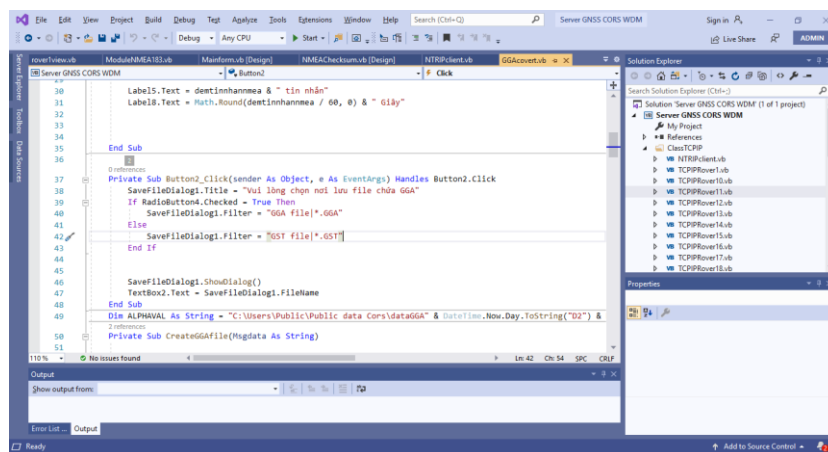 File Edit View Project Build Debug Test Analyze Tools Extensions Window Help Search (Ctrl+Q) Server GNSS CORS WDM Sign in
Debug Any CPU Start Live Share ADMIN
Server Explorer Toolbox Data Sources
rover1view.vb ModuleNMEA183.vb Mainform.vb [Design] NMEAChecksum.vb [Design] NTRIPclient.vb GGAcovert.vb
Server GNSS CORS WDM Button2 Click
30 Label5.Text = demtinnhannmea & " tin nhắn"
31 Label8.Text = Math.Round(demtinnhannmea / 60, 0) & " Giây"
32
33
34
35 End Sub
36
0 references
37 Private Sub Button2_Click(sender As Object, e As EventArgs) Handles Button2.Click
38 SaveFileDialog1.Title = "Vui lòng chọn nơi lưu file chứa GGA"
39 If RadioButton4.Checked = True Then
40 SaveFileDialog1.Filter = "GGA file|*.GGA"
41 Else
42 SaveFileDialog1.Filter = "GST file|*.GST"
43 End If
44
45
46 SaveFileDialog1.ShowDialog()
47 TextBox2.Text = SaveFileDialog1.FileName
48 End Sub
49 Dim ALPHAVAL As String = "C:\Users\Public\Public data Cors\dataGGA" & DateTime.Now.Day.ToString("D2") &
2 references
50 Private Sub CreateGGAfile(Msgdata As String)
51
110 % No issues found Ln: 42 Ch: 54 SPC CRLF
Output
Show output from:
Error List ... Output
Solution Explorer
Search Solution Explorer (Ctrl+;)
Solution 'Server GNSS CORS WDM' (1 of 1 project)
Server GNSS CORS WDM
My Project
References
ClassTCPIP
NTRIPclient.vb
TCPIPRover1.vb
TCPIPRover10.vb
TCPIPRover11.vb
TCPIPRover12.vb
TCPIPRover13.vb
TCPIPRover14.vb
TCPIPRover15.vb
TCPIPRover16.vb
TCPIPRover17.vb
TCPIPRover18.vb
Properties
Ready Add to Source Control